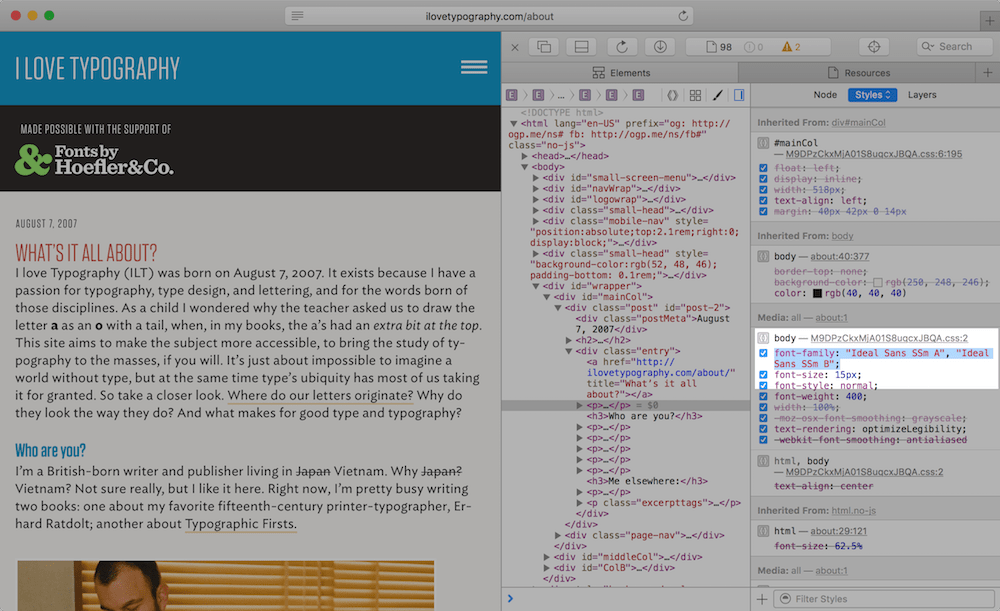 ilovetypography.com/about
I LOVE TYPOGRAPHY
MADE POSSIBLE WITH THE SUPPORT OF
& Fonts by
Hoefler&Co.
AUGUST 7, 2007
WHAT'S IT ALL ABOUT?
I love Typography (ILT) was born on August 7, 2007. It exists because I have a
passion for typography, type design, and lettering, and for the words born of
those disciplines. As a child I wondered why the teacher asked us to draw the
letter a as an o with a tail, when, in my books, the a's had an extra bit at the top.
This site aims to make the subject more accessible, to bring the study of ty-
pography to the masses, if you will. It's just about impossible to imagine a
world without type, but at the same time type's ubiquity has most of us taking
it for granted. So take a closer look. Where do our letters originate? Why do
they look the way they do? And what makes for good type and typography?
Who are you?
I'm a British-born writer and publisher living in Japan Vietnam. Why Japan?
Vietnam? Not sure really, but I like it here. Right now, I'm pretty busy writing
two books: one about my favorite fifteenth-century printer-typographer, Er-
hard Ratdolt; another about Typographic Firsts.
98 0 2
Search
Elements
Resources
E E ... E E E
<!DOCTYPE html>
<html lang="en-US" prefix="og: http://
ogp.me/ns# fb: http://ogp.me/ns/fb#"
class="no-js">
<head>…</head>
<body>
<div id="small-screen-menu">…</div>
<div id="navWrap">…</div>
<div id="logowrap">…</div>
<div class="small-head">…</div>
<div class="mobile-nav" style=
"position:absolute;top:2.1rem;right:0;
display:block;">…</div>
<div class="small-head" style=
"background-color:rgb(52, 48, 46);
padding-bottom: 0.1rem;">…</div>
<div id="wrapper">
<div id="mainCol">
<div class="post" id="post-2">
<div class="postMeta">August
7, 2007</div>
<h2>…</h2>
<div class="entry">
<a href="http://
ilovetypography.com/about/"
title="What's it all
about?"></a>
<p>…</p> = $0
<h3>Who are you?</h3>
<p>…</p>
<p>…</p>
<p>…</p>
<p>…</p>
<p>…</p>
<h3>Me elsewhere:</h3>
<p>…</p>
<p class="excerpttags">…</p>
</div>
</div>
<div class="page-nav">…</div>
</div>
<div id="middleCol">…</div>
<div id="ColB">…</div>
</div>
Node Styles Layers
Inherited From: div#mainCol
#mainCol
— M9DPzCkxMjA01S8uqcxJBQA.css:6:195
float: left;
display: inline;
width: 518px;
text-align: left;
margin: 40px 42px 0 14px
Inherited From: body
body — about:40:377
border-top: none;
background-color: rgb(250, 248, 246);
color: rgb(40, 40, 40)
Media: all — about:1
body — M9DPzCkxMjA01S8uqcxJBQA.css:2
font-family: "Ideal Sans SSm A", "Ideal
Sans SSm B";
font-size: 15px;
font-style: normal;
font-weight: 400;
width: 100%;
-moz-osx-font-smoothing: grayscale;
text-rendering: optimizeLegibility;
-webkit-font-smoothing: antialiased
html, body
— M9DPzCkxMjA01S8uqcxJBQA.css:2
text-align: center
Inherited From: html.no-js
html — about:29:121
font-size: 62.5%
Media: all — about:1
Filter Styles